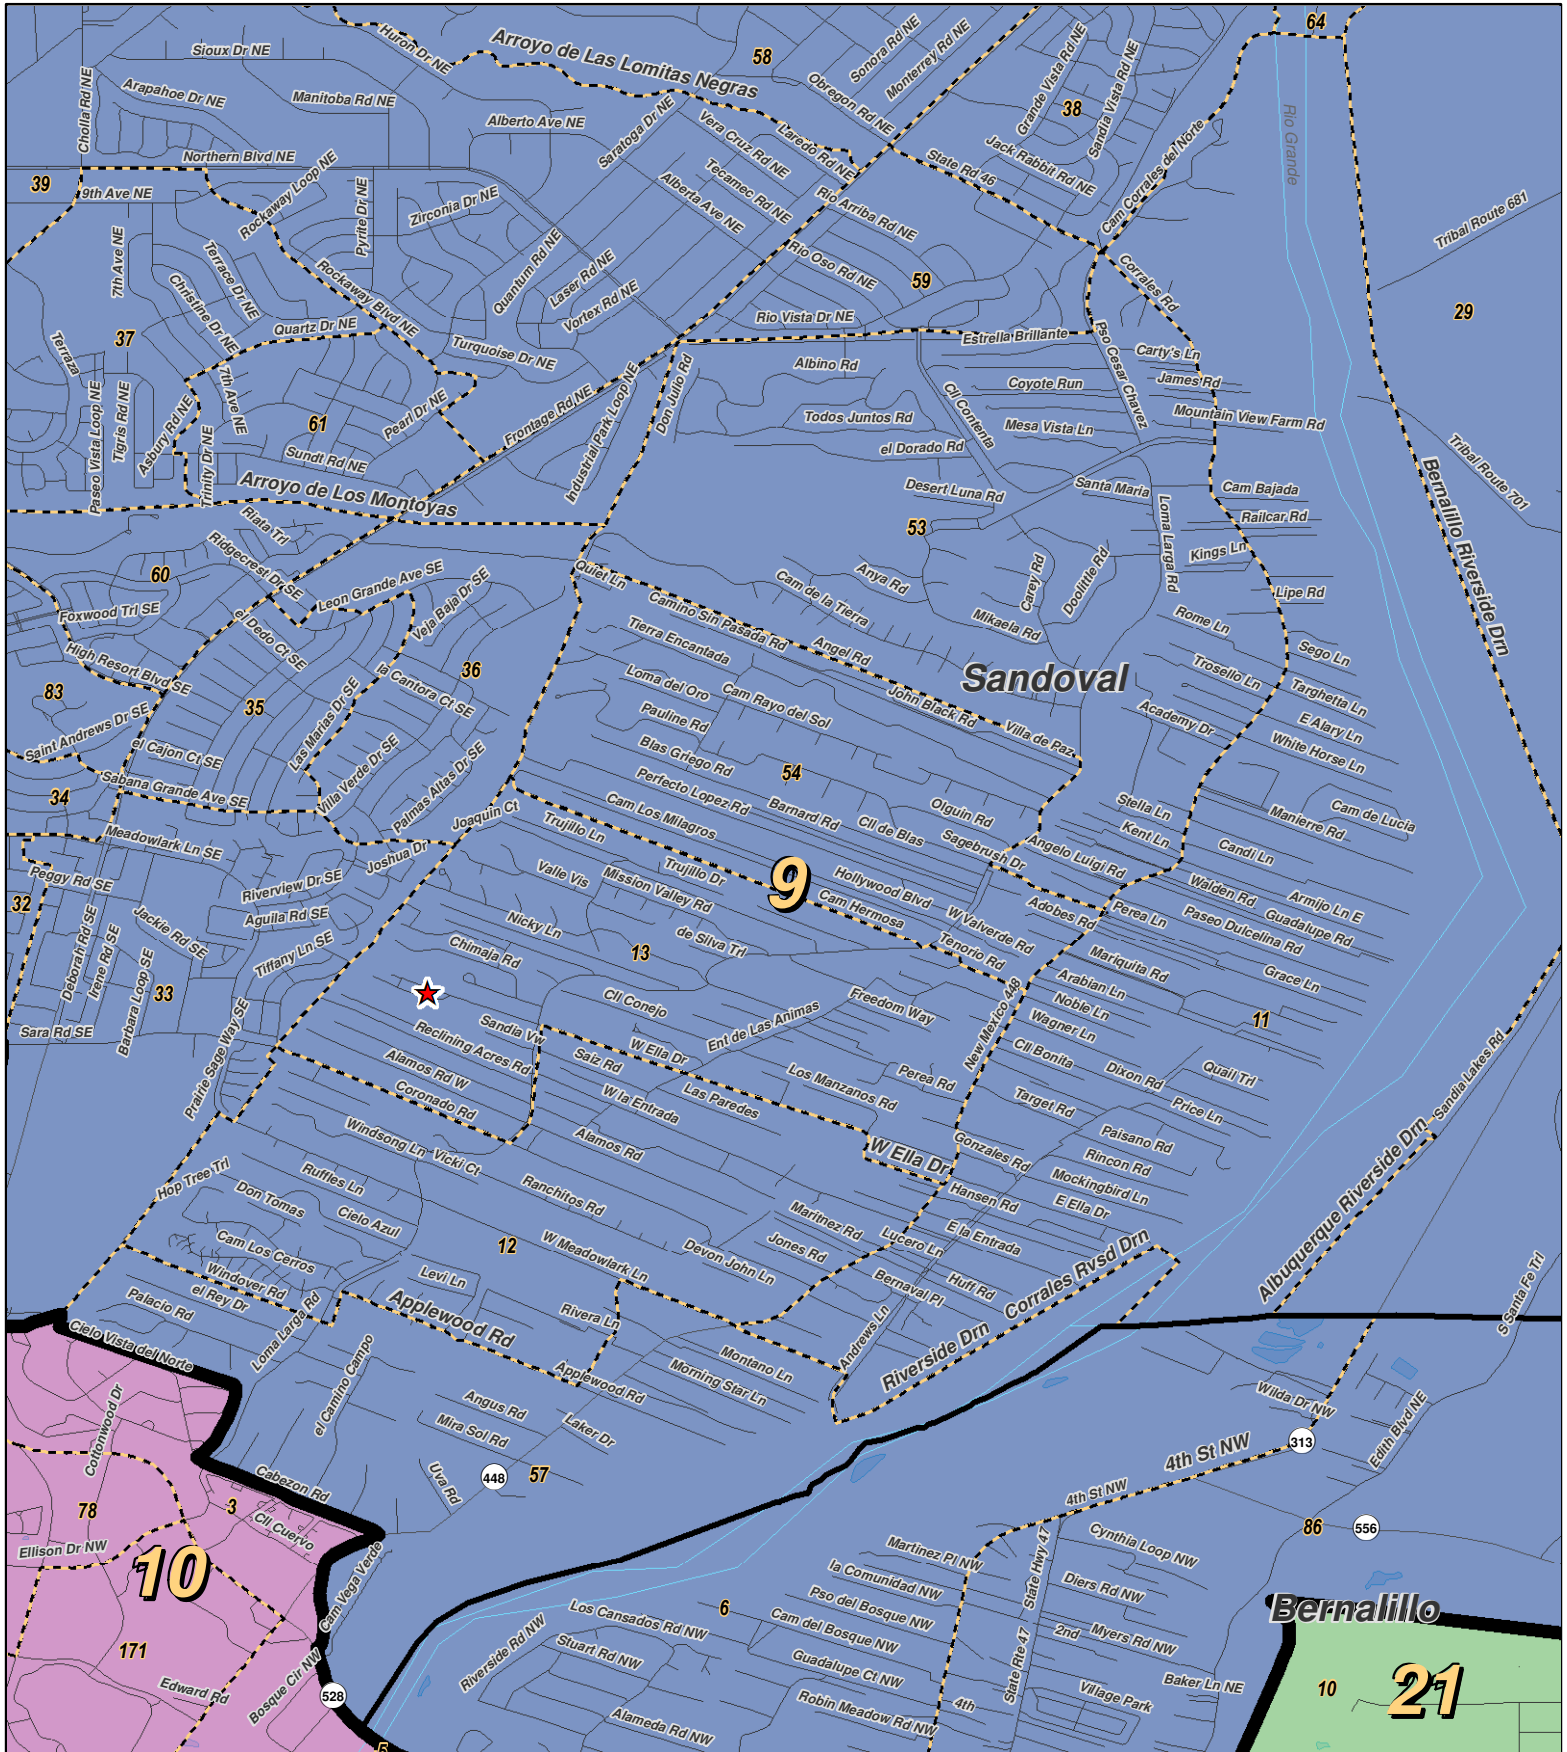 64
58
Huron Dr NE
Sioux Dr NE
Arroyo de Las Lomitas Negras
Sonora Rd NE
Monterrey Rd NE
Grande Vista Rd NE
Sandia Vista Rd NE
38
Cholla Rd NE
Arapahoe Dr NE
Manitoba Rd NE
Alberto Ave NE
Saratoga Dr NE
Obregon Rd NE
Vera Cruz Rd NE
Laredo Rd NE
Jack Rabbit Rd NE
Cam Corrales del Norte
Rio Grande
Northern Blvd NE
39
9th Ave NE
Rockaway Loop NE
Pyrite Dr NE
Zirconia Dr NE
Alberta Ave NE
Tecamec Rd NE
State Rd 46
Rio Arriba Rd NE
Tribal Route 681
7th Ave NE
Terrace Dr NE
Christine Dr NE
Rockaway Blvd NE
Quantum Rd NE
Laser Rd NE
Vortex Rd NE
Rio Oso Rd NE
59
Corrales Rd
29
37
Terraza
Quartz Dr NE
Turquoise Dr NE
Rio Vista Dr NE
Estrella Brillante
Pso Cesar Chavez
Carty's Ln
James Rd
Albino Rd
Coyote Run
Cll Contenta
Paseo Vista Loop NE
Tigris Rd NE
Asbury Rd NE
7th Ave NE
Trinity Dr NE
61
Pearl Dr NE
Sundt Rd NE
Frontage Rd NE
Industrial Park Loop NE
Don Julio Rd
Todos Juntos Rd
Mesa Vista Ln
Mountain View Farm Rd
el Dorado Rd
Tribal Route 701
Bernalillo Riverside Drn
Arroyo de Los Montoyas
Desert Luna Rd
Santa Maria
Cam Bajada
Railcar Rd
53
Riata Trl
Ridgecrest Dr SE
60
Leon Grande Ave SE
Veja Baja Dr SE
Quiet Ln
Camino Sin Pasada Rd
Cam de la Tierra
Anya Rd
Carey Rd
Doolittle Rd
Loma Larga Rd
Kings Ln
Lipe Rd
Foxwood Trl SE
el Dedo Ct SE
High Resort Blvd SE
la Cantora Ct SE
36
Tierra Encantada
Angel Rd
Mikaela Rd
Rome Ln
Sego Ln
83
35
Las Marias Dr SE
Loma del Oro
Cam Rayo del Sol
John Black Rd
Sandoval
Trosello Ln
Targhetta Ln
Saint Andrews Dr SE
el Cajon Ct SE
Pauline Rd
Villa de Paz
Academy Dr
E Alary Ln
White Horse Ln
34
Sabana Grande Ave SE
Villa Verde Dr SE
Palmas Altas Dr SE
Blas Griego Rd
54
Perfecto Lopez Rd
Barnard Rd
Olguin Rd
Stella Ln
Cam de Lucia
Manierre Rd
Joaquin Ct
Trujillo Ln
Cam Los Milagros
Cll de Blas
Sagebrush Dr
Kent Ln
Candi Ln
Meadowlark Ln SE
Joshua Dr
Angelo Luigi Rd
Peggy Rd SE
32
Riverview Dr SE
Aguila Rd SE
Valle Vis
Mission Valley Rd
Trujillo Dr
9
Hollywood Blvd
Cam Hermosa
W Valverde Rd
Adobes Rd
Perea Ln
Walden Rd
Armijo Ln E
Guadalupe Rd
Paseo Dulcelina Rd
Deborah Rd SE
Irene Rd SE
Barbara Loop SE
Jackie Rd SE
33
Tiffany Ln SE
Nicky Ln
Chimaja Rd
de Silva Trl
13
Tenorio Rd
Mariquita Rd
Grace Ln
Arabian Ln
Noble Ln
11
Sara Rd SE
Prairie Sage Way SE
Cll Conejo
Freedom Way
Ent de Las Animas
New Mexico 448
Wagner Ln
Sandia Vw
Reclining Acres Rd
Saiz Rd
W Ella Dr
Cll Bonita
Quail Trl
Sandia Lakes Rd
Alamos Rd W
Coronado Rd
Los Manzanos Rd
Perea Rd
Dixon Rd
W la Entrada
Las Paredes
Target Rd
Price Ln
Windsong Ln
Vicki Ct
Alamos Rd
W Ella Dr
Gonzales Rd
Paisano Rd
Rincon Rd
Albuquerque Riverside Drn
Hop Tree Trl
Ruffles Ln
Don Tomas
Cielo Azul
Ranchitos Rd
Hansen Rd
Mockingbird Ln
E Ella Dr
Martinez Rd
Lucero Ln
E la Entrada
Cam Los Cerros
12
W Meadowlark Ln
Devon John Ln
Jones Rd
Bernaval Pl
Huff Rd
Corrales Rvsd Drn
Windover Rd
el Rey Dr
Palacio Rd
Levi Ln
Applewood Rd
Rivera Ln
Andrews Ln
S Santa Fe Trl
Cielo Vista del Norte
Loma Larga Rd
el Camino Campo
Applewood Rd
Montano Ln
Morning Star Ln
Riverside Drn
Cottonwood Dr
Angus Rd
Mira Sol Rd
Laker Dr
Wilda Dr NW
Edith Blvd NE
313
4th St NW
4th St NW
Cabezon Rd
448
Uva Rd
57
78
3
Cll Cuervo
Ellison Dr NW
10
Cam Vega Verde
86
556
State Hwy 47
Cynthia Loop NW
Martinez Pl NW
la Comunidad NW
Diers Rd NW
Pso del Bosque NW
Bernalillo
171
Riverside Rd NW
Los Cansados Rd NW
6
Cam del Bosque NW
2nd
Myers Rd NW
Stuart Rd NW
Guadalupe Ct NW
State Rte 47
Baker Ln NE
Edward Rd
Bosque Cir NW
528
Robin Meadow Rd NW
4th
Village Park
10
21
Alameda Rd NW
5